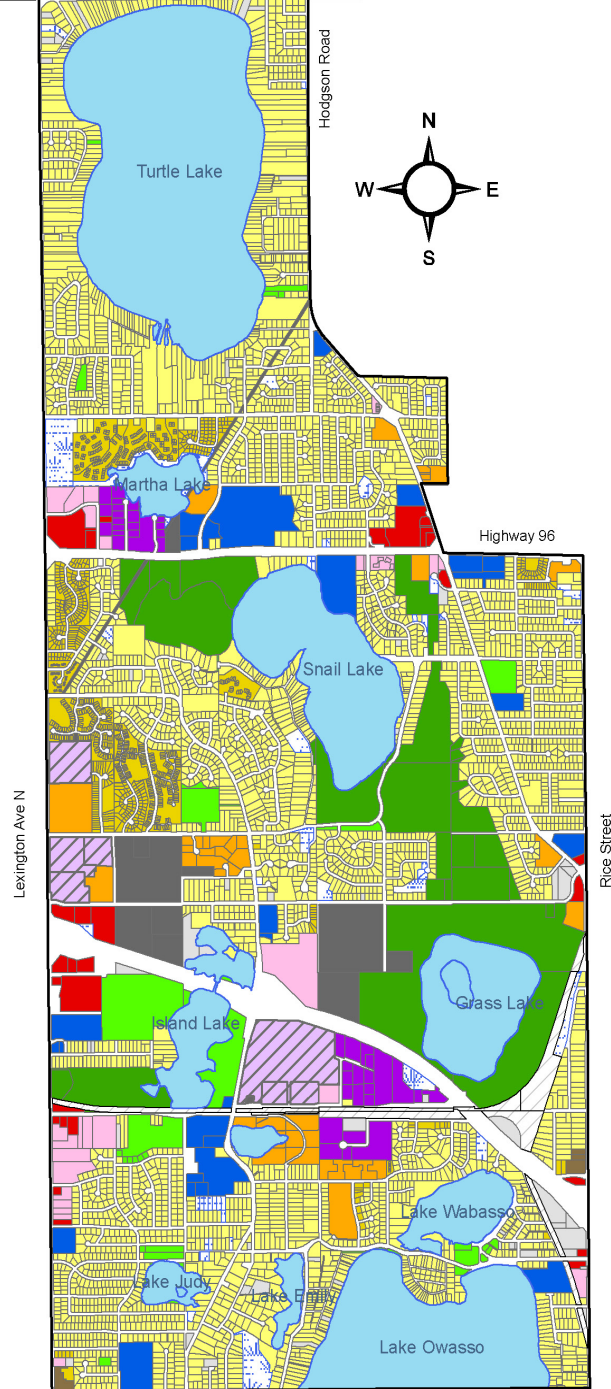 Hodgson Road
N
Turtle Lake
W
E
S
Martha Lake
Highway 96
Snail Lake
Lexington Ave N
Rice Street
Grass Lake
Island Lake
Lake Wabasso
Lake Judy
Lake Emily
Lake Owasso